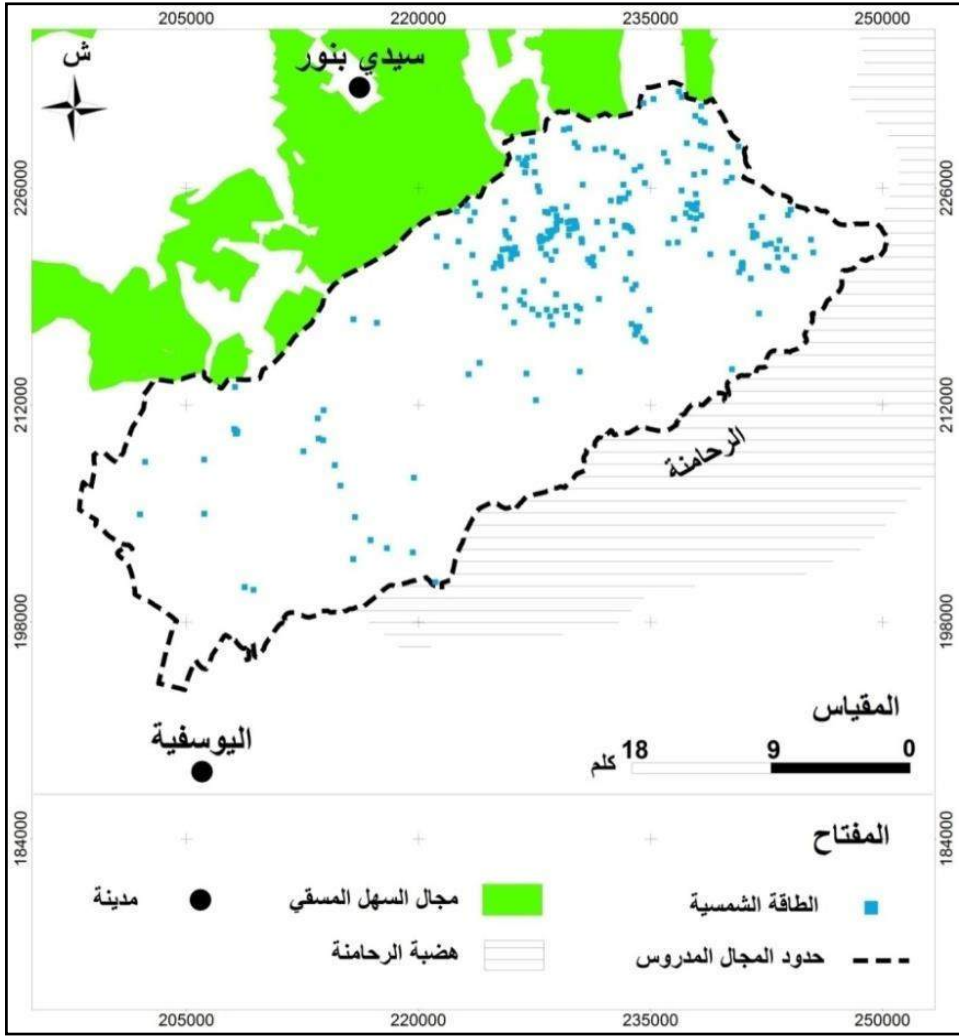 205000 220000 235000 250000
ش
سيدي بنور
226000 226000
212000 212000
الرحامنة
198000 198000
اليوسفية
المقياس
0 9 18 كلم
184000 184000
المفتاح
الطاقة الشمسية مجال السهل المسقي مدينة
حدود المجال المدروس هضبة الرحامنة
205000 220000 235000 250000